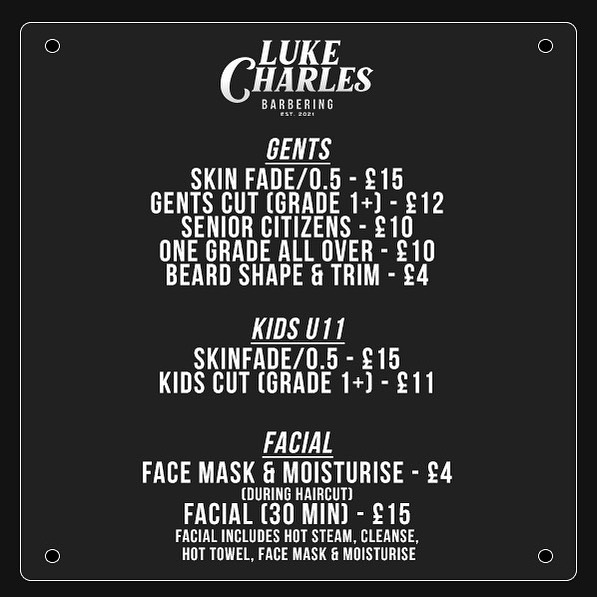 LUKE
CHARLES
BARBERING
EST. 2021
GENTS
SKIN FADE/0.5 - £15
GENTS CUT (GRADE 1+) - £12
SENIOR CITIZENS - £10
ONE GRADE ALL OVER - £10
BEARD SHAPE & TRIM - £4
KIDS U11
SKINFADE/0.5 - £15
KIDS CUT (GRADE 1+) - £11
FACIAL
FACE MASK & MOISTURISE - £4
(DURING HAIRCUT)
FACIAL (30 MIN) - £15
FACIAL INCLUDES HOT STEAM, CLEANSE,
HOT TOWEL, FACE MASK & MOISTURISE